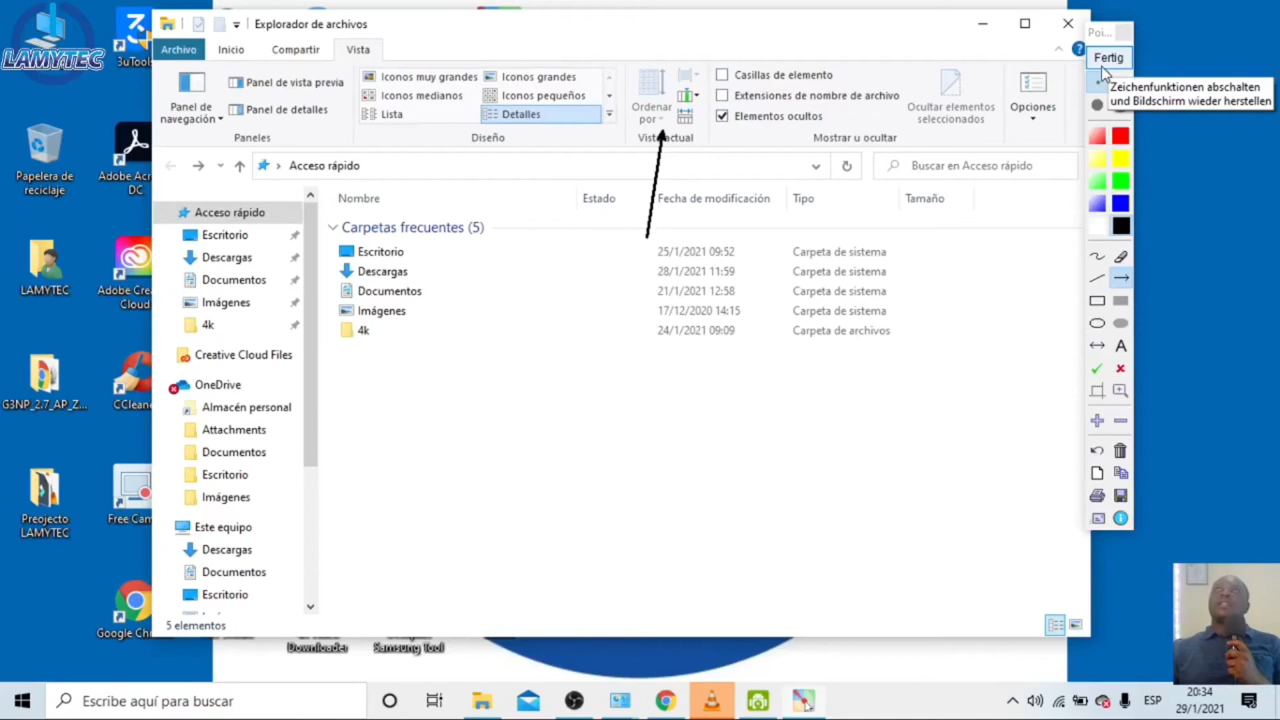 LAMYTEC
3uTools
Papelera de
reciclaje
Adobe Acr
DC
LAMYTEC
Adobe Cre
Cloud
G3NP_2.7_AP_Z...
CCleane
Preojecto
LAMYTEC
Free Cam
Google Chr
Explorador de archivos
Archivo
Inicio
Compartir
Vista
Panel de
navegación
Panel de vista previa
Panel de detalles
Paneles
Iconos muy grandes
Iconos grandes
Iconos medianos
Iconos pequeños
Lista
Detalles
Diseño
Ordenar
por
Vista actual
Casillas de elemento
Extensiones de nombre de archivo
Elementos ocultos
Ocultar elementos
seleccionados
Mostrar u ocultar
Opciones
Acceso rápido
Buscar en Acceso rápido
Acceso rápido
Escritorio
Descargas
Documentos
Imágenes
4k
Creative Cloud Files
OneDrive
Almacén personal
Attachments
Documentos
Escritorio
Imágenes
Este equipo
Descargas
Documentos
Escritorio
Nombre Estado Fecha de modificación Tipo Tamaño
Carpetas frecuentes (5)
Escritorio 25/1/2021 09:52 Carpeta de sistema
Descargas 28/1/2021 11:59 Carpeta de sistema
Documentos 21/1/2021 12:58 Carpeta de sistema
Imágenes 17/12/2020 14:15 Carpeta de sistema
4k 24/1/2021 09:09 Carpeta de archivos
5 elementos
Downloader
Samsung Tool
Poi...
Fertig
Zeichenfunktionen abschalten
und Bildschirm wieder herstellen
A
Escribe aquí para buscar
ESP
20:34
29/1/2021